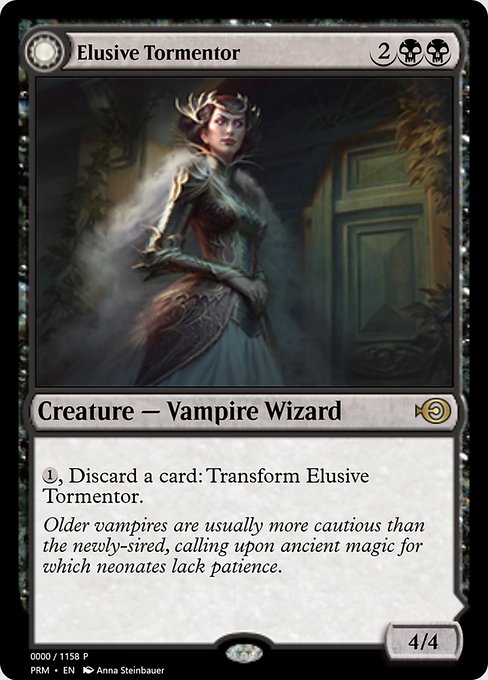 Elusive Tormentor 2
Creature — Vampire Wizard
1, Discard a card: Transform Elusive
Tormentor.
Older vampires are usually more cautious than
the newly-sired, calling upon ancient magic for
which neonates lack patience.
4/4
0000 / 1158 P
PRM • EN Anna Steinbauer